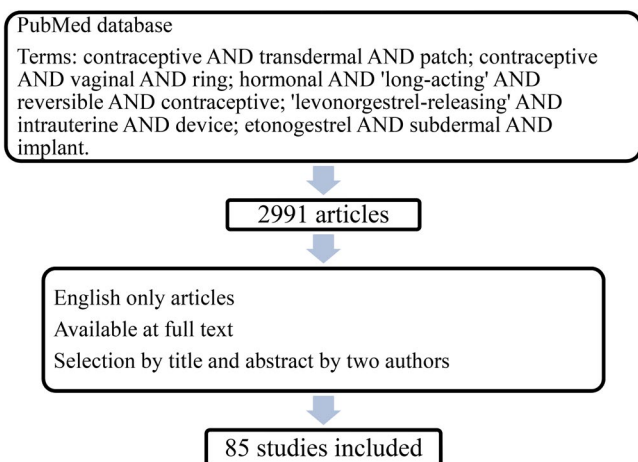 PubMed database
Terms: contraceptive AND transdermal AND patch; contraceptive
AND vaginal AND ring; hormonal AND 'long-acting' AND
reversible AND contraceptive; 'levonorgestrel-releasing' AND
intrauterine AND device; etonogestrel AND subdermal AND
implant.
2991 articles
English only articles
Available at full text
Selection by title and abstract by two authors
85 studies included